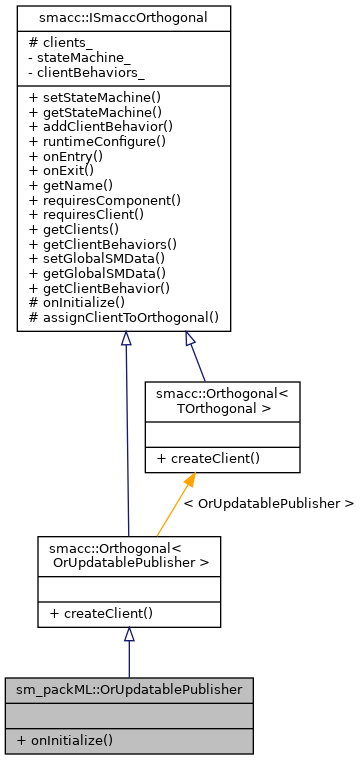 smacc::ISmaccOrthogonal
# clients_
- stateMachine_
- clientBehaviors_
+ setStateMachine()
+ getStateMachine()
+ addClientBehavior()
+ runtimeConfigure()
+ onEntry()
+ onExit()
+ getName()
+ requiresComponent()
+ requiresClient()
+ getClients()
+ getClientBehaviors()
+ setGlobalSMData()
+ getGlobalSMData()
+ getClientBehavior()
# onInitialize()
# assignClientToOrthogonal()
smacc::Orthogonal<
TOrthogonal >
+ createClient()
< OrUpdatablePublisher >
smacc::Orthogonal<
OrUpdatablePublisher >
+ createClient()
sm_packML::OrUpdatablePublisher
+ onInitialize()